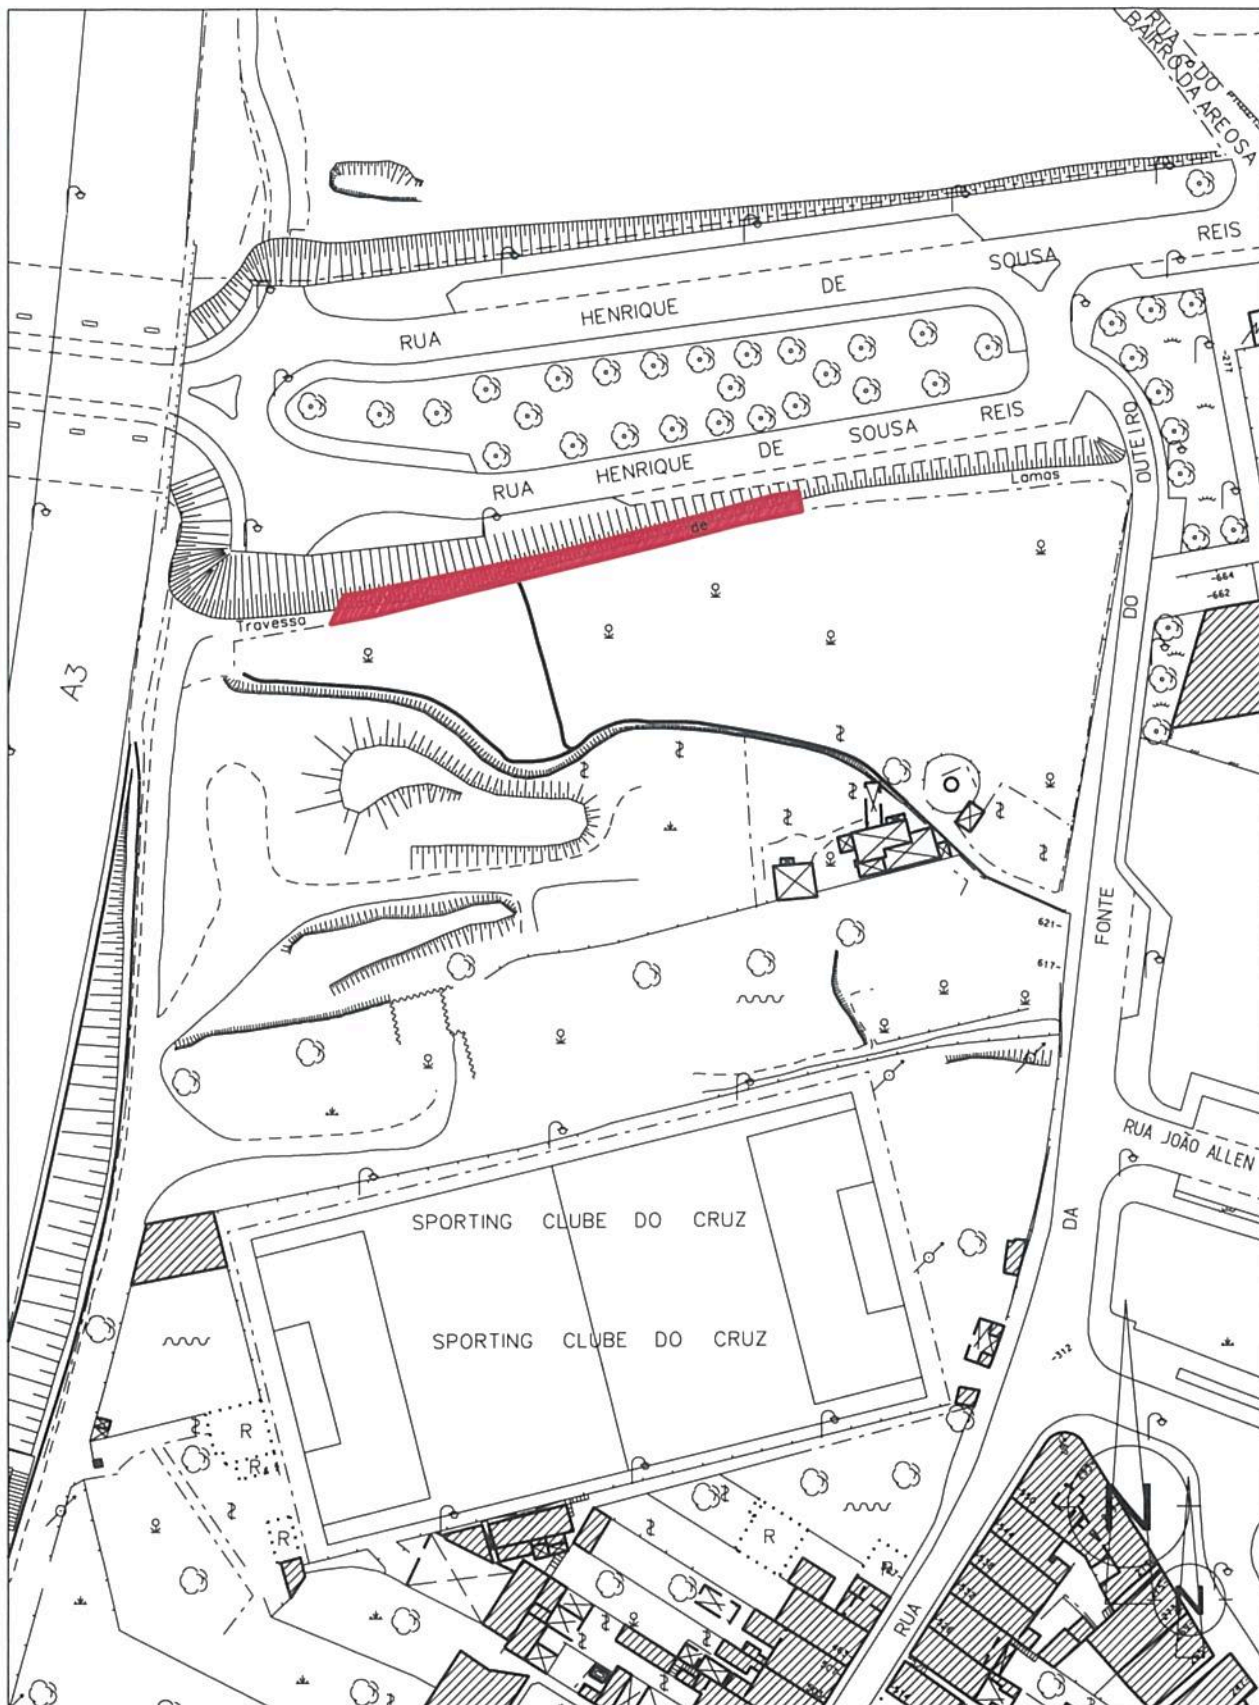 RUA DO
BAIRRO DA AREOSA
RUA HENRIQUE DE SOUSA REIS
-277
RUA HENRIQUE DE SOUSA REIS
Travessa de Lamas
-664
-662
A3
621-
617-
RUA JOÃO ALLEN
SPORTING CLUBE DO CRUZ
SPORTING CLUBE DO CRUZ
-312
RUA DA FONTE DO OUTEIRO
R
R
R
R
R
N
N